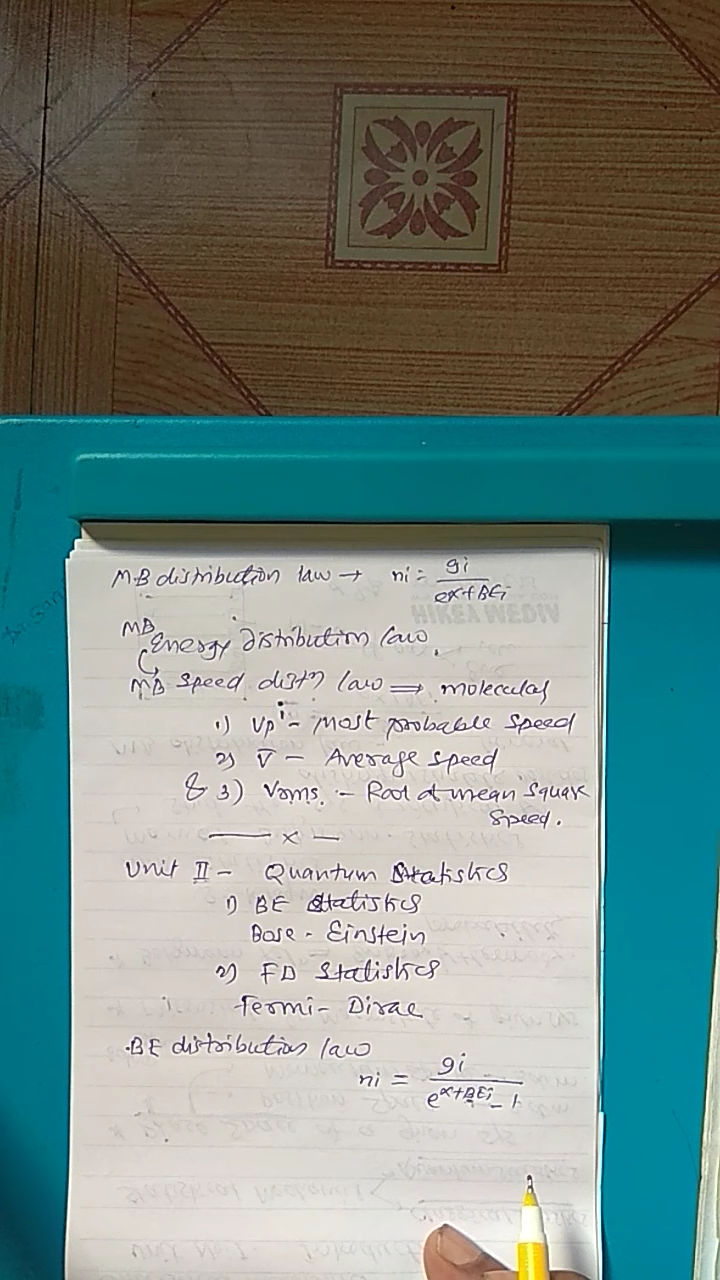 MB distribution law → ni = gi / eα+βEi
MB Energy distribution law.
MB speed distn law ⇒ molecular
1) Vp - Most probable speed
2) V̅ - Average speed
& 3) Vrms. - Root mean square
speed.
—— x —
Unit II - Quantum Statistics
1) BE Statistics
Bose - Einstein
2) FD Statistics
Fermi - Dirac
BE distribution law
ni = gi / e^α+βEi - 1